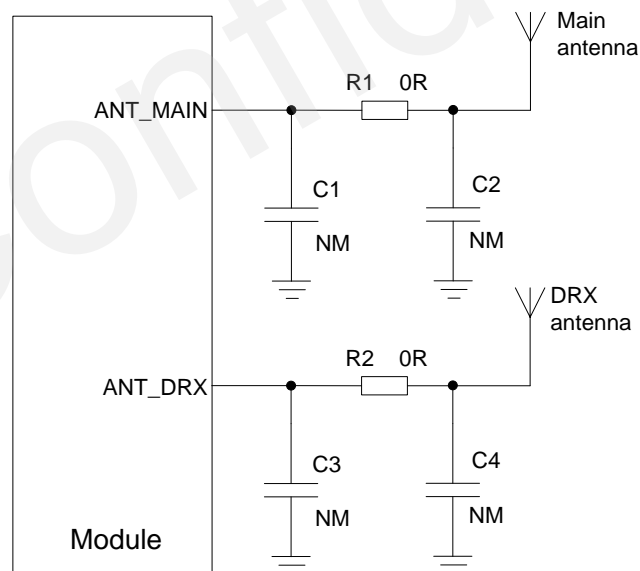 Main
antenna
R1 0R
ANT_MAIN
C1
C2
NM
NM
DRX
antenna
R2 0R
ANT_DRX
C3
C4
NM
NM
Module